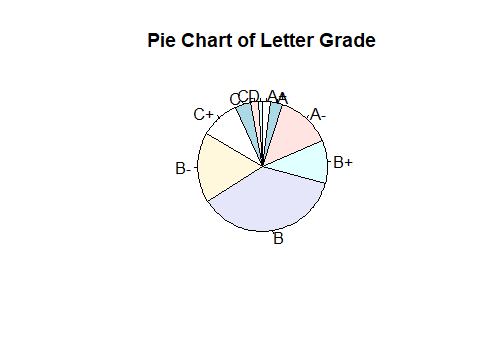 Pie Chart of Letter Grade
A-
B+
B
B-
C+
C